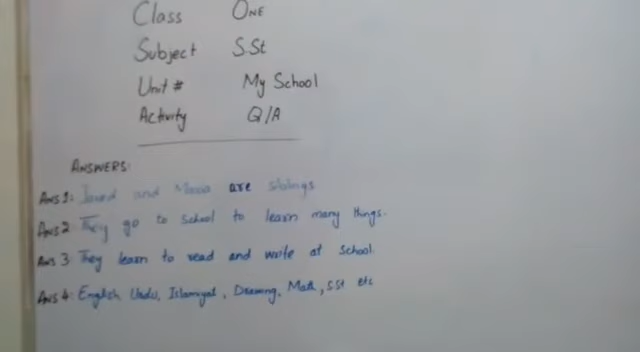 Class One
Subject S.St
Unit # My School
Activity Q/A
Answers:
Ans 1: and are siblings
Ans 2: They go to School to learn many things.
Ans 3: They learn to read and write at School.
Ans 4: English Urdu, Islamiyat, Drawing, Math, S.St etc